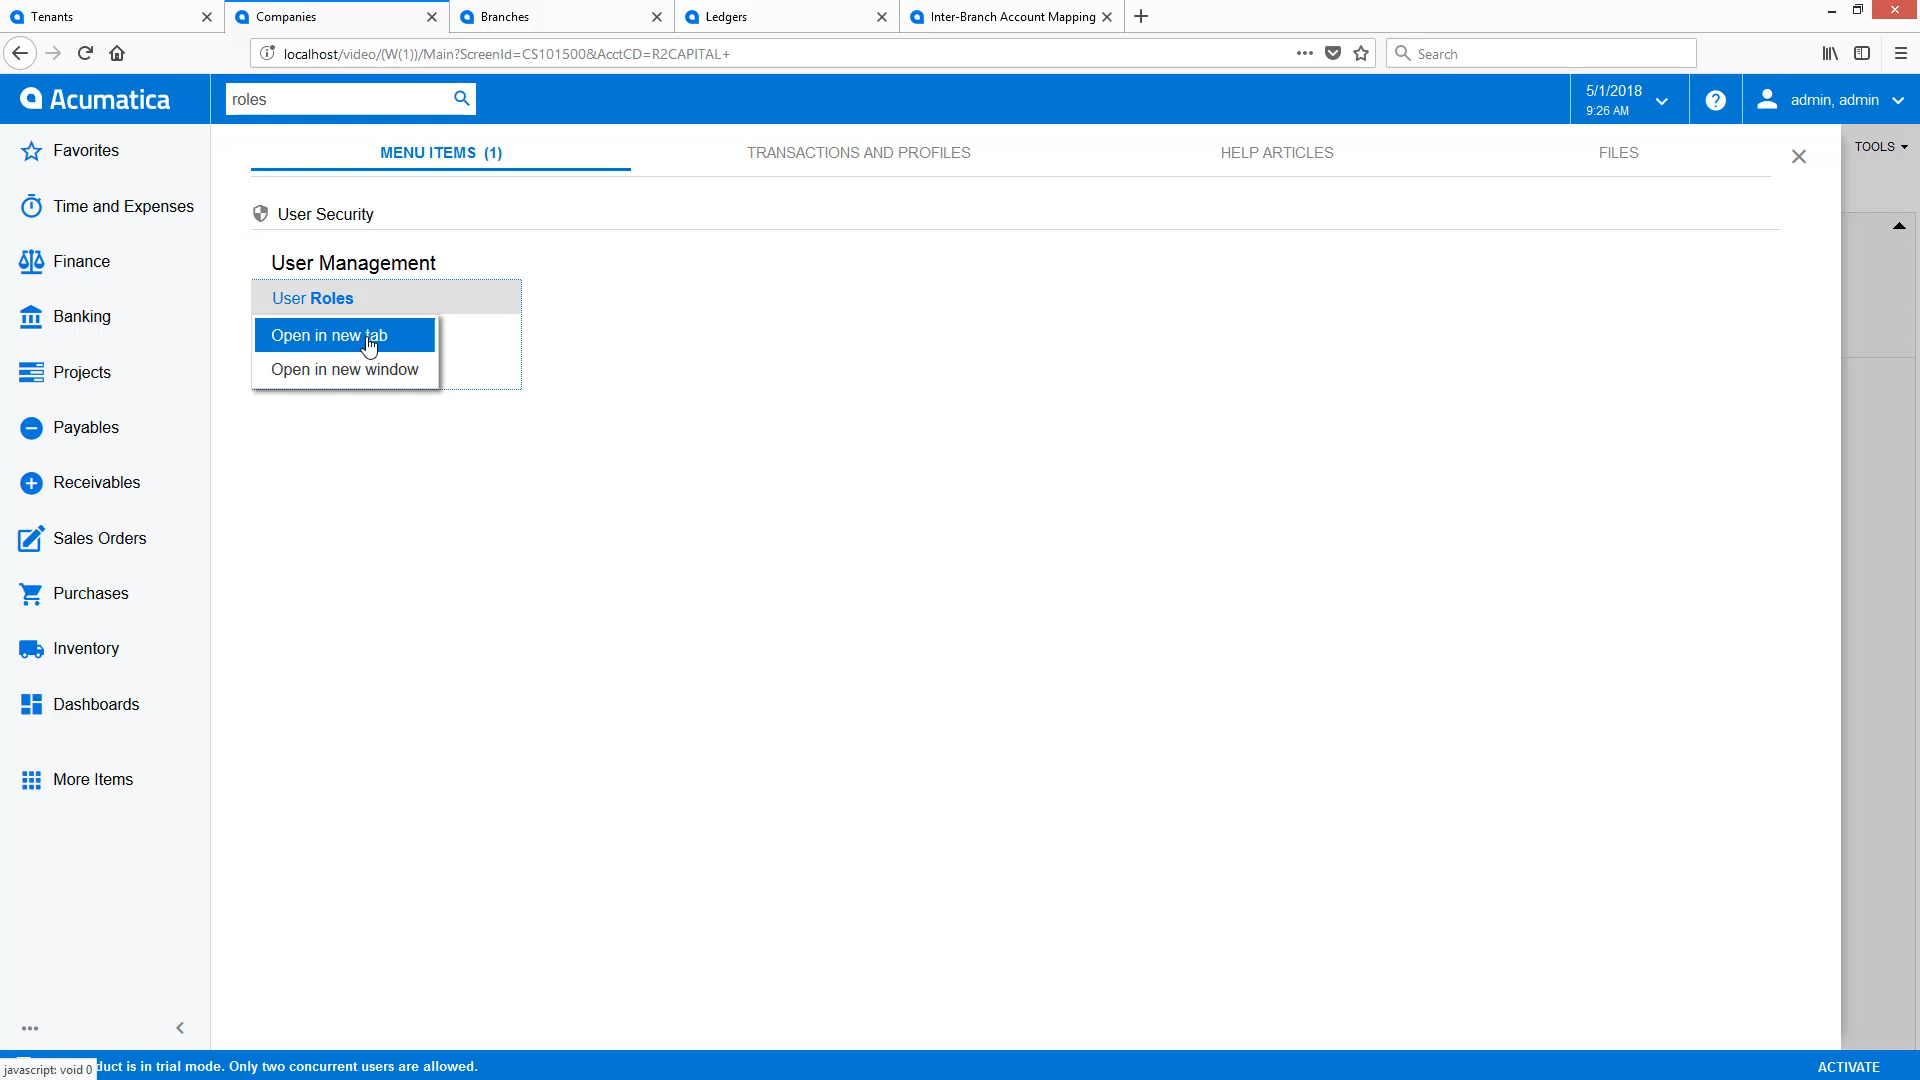 Tenants
Companies
Branches
Ledgers
Inter-Branch Account Mapping
localhost/video/(W(1))/Main?ScreenId=CS101500&AcctCD=R2CAPITAL+
Search
Acumatica
roles
5/1/2018
9:26 AM
admin, admin
Favorites
Time and Expenses
Finance
Banking
Projects
Payables
Receivables
Sales Orders
Purchases
Inventory
Dashboards
More Items
MENU ITEMS (1)
TRANSACTIONS AND PROFILES
HELP ARTICLES
FILES
TOOLS
User Security
User Management
User Roles
Open in new tab
Open in new window
javascript: void 0
duct is in trial mode. Only two concurrent users are allowed.
ACTIVATE